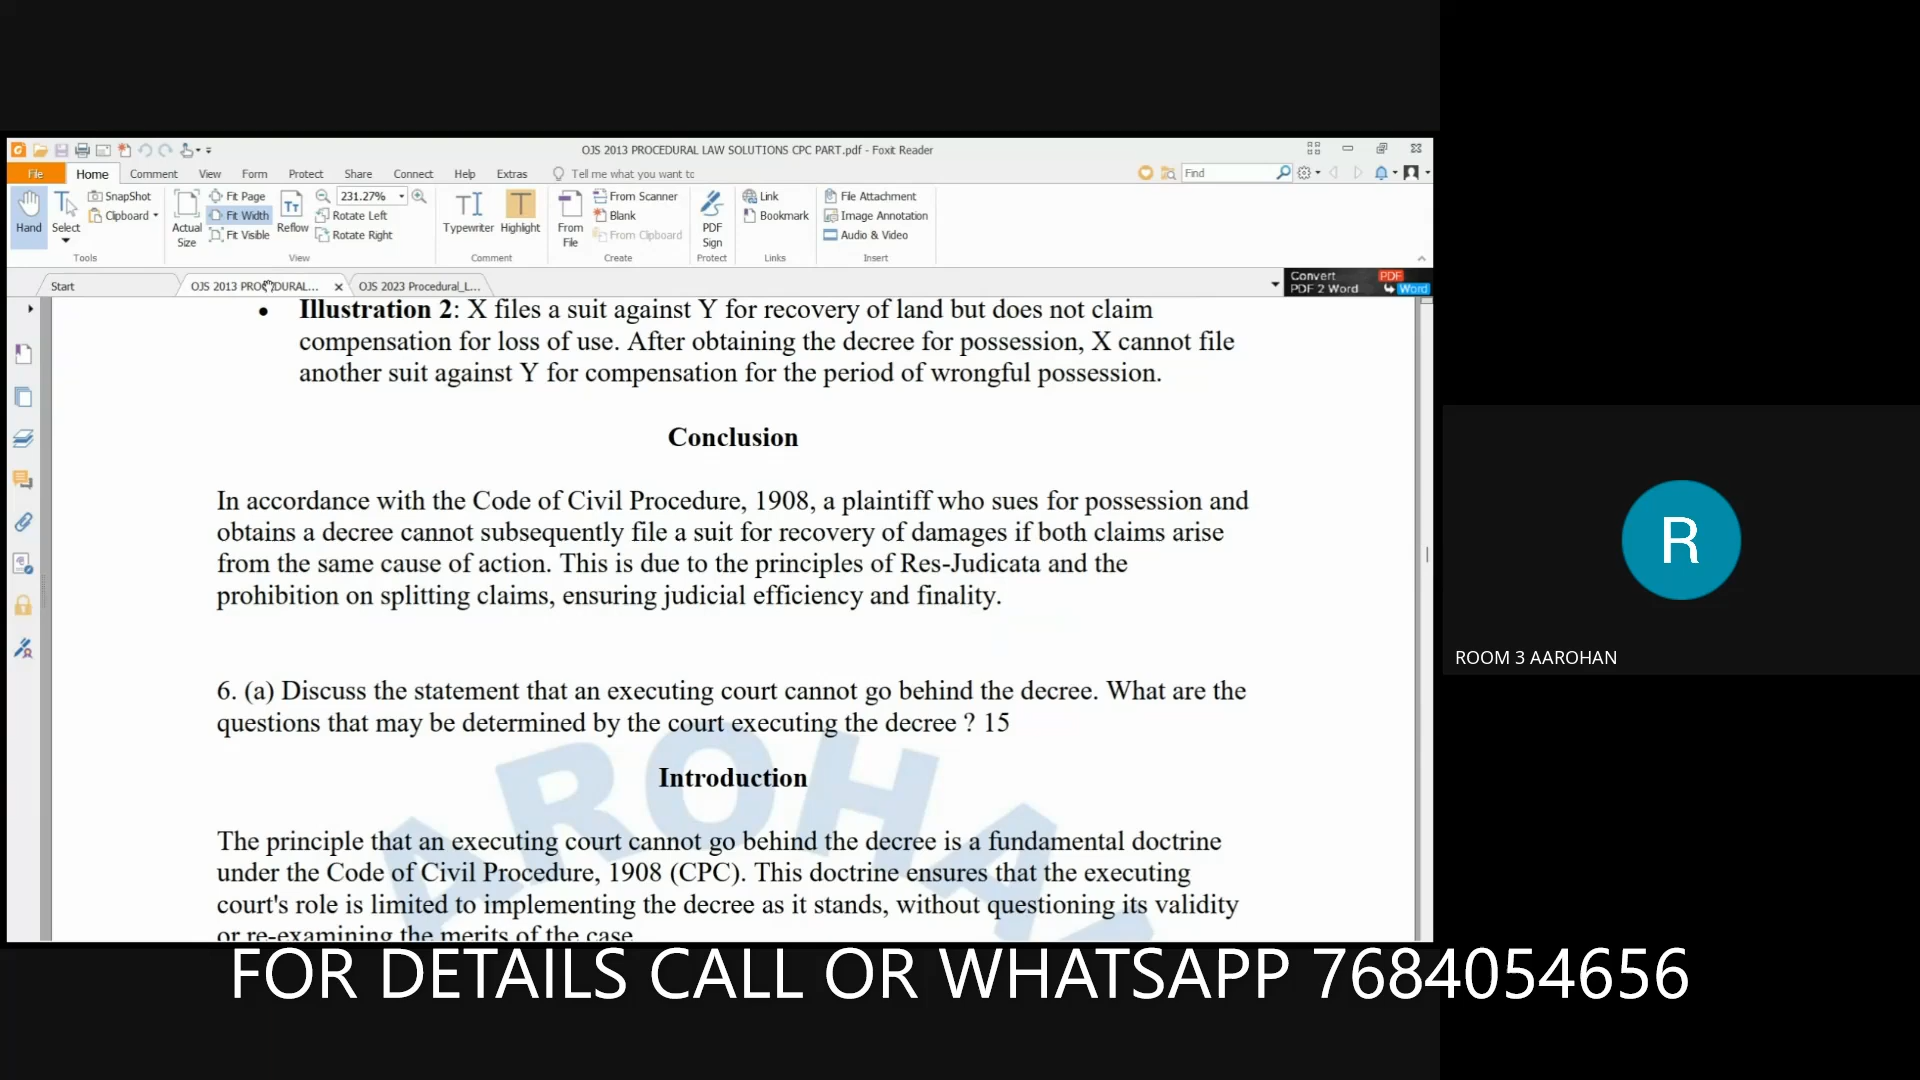 OJS 2013 PROCEDURAL LAW SOLUTIONS CPC PART.pdf - Foxit Reader
File Home Comment View Form Protect Share Connect Help Extras Tell me what you want to Find
SnapShot Fit Page 231.27% From Scanner Link File Attachment
Clipboard Fit Width Rotate Left Blank Bookmark Image Annotation
Hand Select Actual Size Fit Visible Reflow Rotate Right Typewriter Highlight From File From Clipboard PDF Sign Audio & Video
Tools View Comment Create Protect Links Insert
Start OJS 2013 PROCEDURAL... OJS 2023 Procedural_L...
Convert PDF
PDF 2 Word Word
• Illustration 2: X files a suit against Y for recovery of land but does not claim
compensation for loss of use. After obtaining the decree for possession, X cannot file
another suit against Y for compensation for the period of wrongful possession.
Conclusion
In accordance with the Code of Civil Procedure, 1908, a plaintiff who sues for possession and
obtains a decree cannot subsequently file a suit for recovery of damages if both claims arise
from the same cause of action. This is due to the principles of Res-Judicata and the
prohibition on splitting claims, ensuring judicial efficiency and finality.
6. (a) Discuss the statement that an executing court cannot go behind the decree. What are the
questions that may be determined by the court executing the decree ? 15
Introduction
The principle that an executing court cannot go behind the decree is a fundamental doctrine
under the Code of Civil Procedure, 1908 (CPC). This doctrine ensures that the executing
court's role is limited to implementing the decree as it stands, without questioning its validity
or re-examining the merits of the case
AROHA
R
ROOM 3 AAROHAN
FOR DETAILS CALL OR WHATSAPP 7684054656